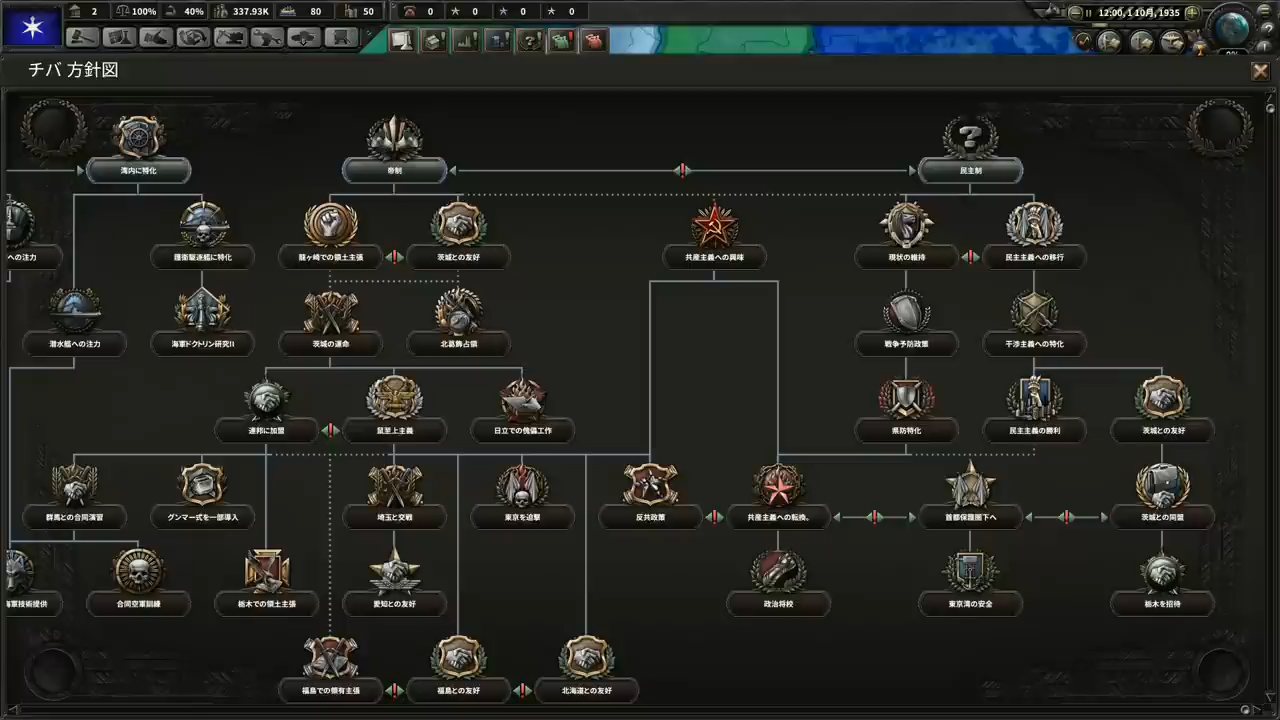 2 100% 40% 337.93K 80 50 0 0 0 0 12:00, 1 10月, 1935
チバ 方針図
湾内に特化 帝制 民主制
への注力 護衛駆逐艦に特化 龍ヶ崎での領土主張 茨城との友好 共産主義への興味 現状の維持 民主主義への移行
潜水艦への注力 海軍ドクトリン研究II 茨城の運命 北葛飾占領 戦争予防政策 干渉主義への特化
連邦に加盟 鼠至上主義 日立での傀儡工作 県防特化 民主主義の勝利 茨城との友好
群馬との合同演習 グンマー式を一部導入 埼玉と交戦 東京を迫撃 反共政策 共産主義への転換。 首都保護圏下へ 茨城との同盟
海軍技術提供 合同空軍訓練 栃木での領土主張 愛知との友好 政治将校 東京湾の安全 栃木を招待
福島での領有主張 福島との友好 北海道との友好